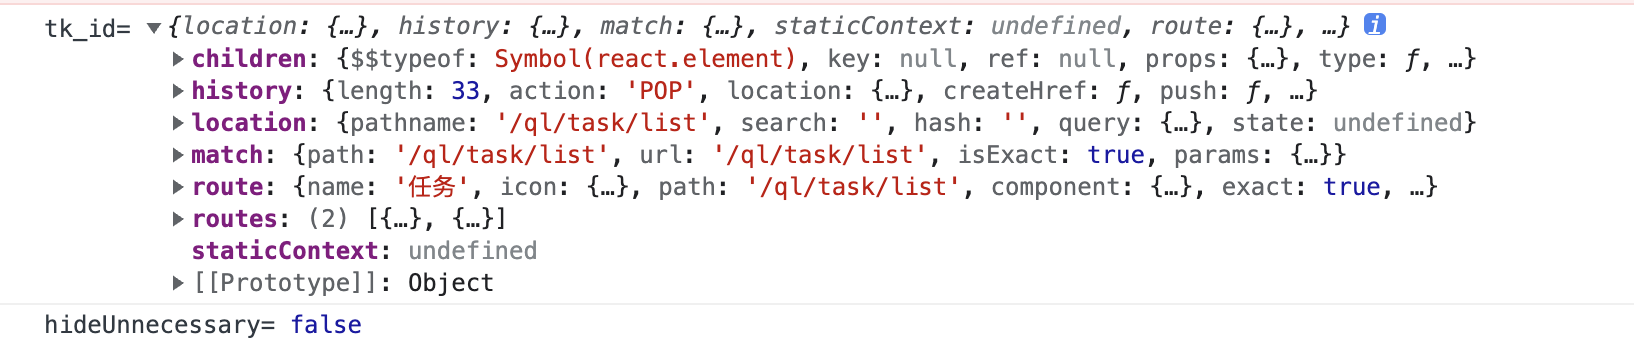 tk_id= ▼{location: {…}, history: {…}, match: {…}, staticContext: undefined, route: {…}, …} i
▶children: {$$typeof: Symbol(react.element), key: null, ref: null, props: {…}, type: ƒ, …}
▶history: {length: 33, action: 'POP', location: {…}, createHref: ƒ, push: ƒ, …}
▶location: {pathname: '/ql/task/list', search: '', hash: '', query: {…}, state: undefined}
▶match: {path: '/ql/task/list', url: '/ql/task/list', isExact: true, params: {…}}
▶route: {name: '任务', icon: {…}, path: '/ql/task/list', component: {…}, exact: true, …}
▶routes: (2) [{…}, {…}]
staticContext: undefined
▶[[Prototype]]: Object
hideUnnecessary= false